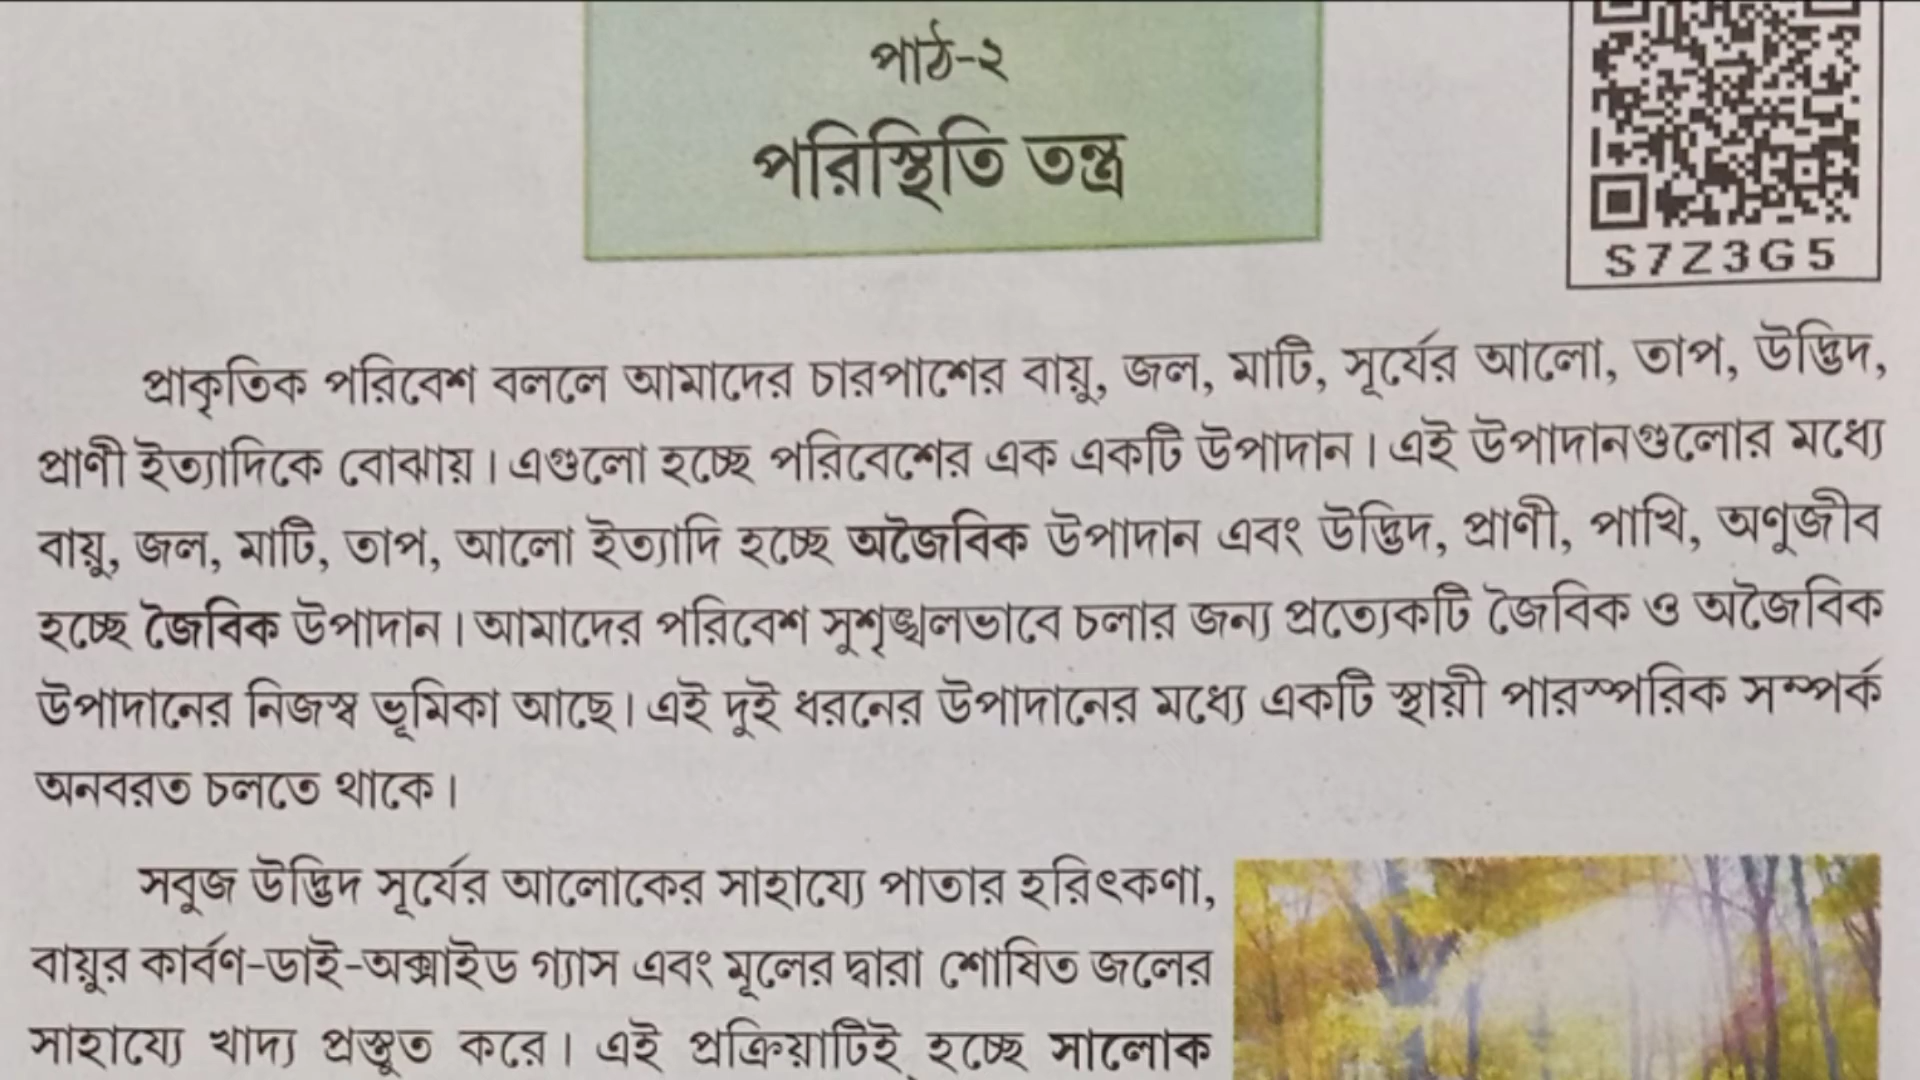 পাঠ-২
পরিস্থিতি তন্ত্র
S7Z3G5
প্রাকৃতিক পরিবেশ বললে আমাদের চারপাশের বায়ু, জল, মাটি, সূর্যের আলো, তাপ, উদ্ভিদ,
প্রাণী ইত্যাদিকে বোঝায়। এগুলো হচ্ছে পরিবেশের এক একটি উপাদান। এই উপাদানগুলোর মধ্যে
বায়ু, জল, মাটি, তাপ, আলো ইত্যাদি হচ্ছে অজৈবিক উপাদান এবং উদ্ভিদ, প্রাণী, পাখি, অণুজীব
হচ্ছে জৈবিক উপাদান। আমাদের পরিবেশ সুশৃঙ্খলভাবে চলার জন্য প্রত্যেকটি জৈবিক ও অজৈবিক
উপাদানের নিজস্ব ভূমিকা আছে। এই দুই ধরনের উপাদানের মধ্যে একটি স্থায়ী পারস্পরিক সম্পর্ক
অনবরত চলতে থাকে।
সবুজ উদ্ভিদ সূর্যের আলোকের সাহায্যে পাতার হরিৎকণা,
বায়ুর কার্বণ-ডাই-অক্সাইড গ্যাস এবং মূলের দ্বারা শোষিত জলের
সাহায্যে খাদ্য প্রস্তুত করে। এই প্রক্রিয়াটিই হচ্ছে সালোক